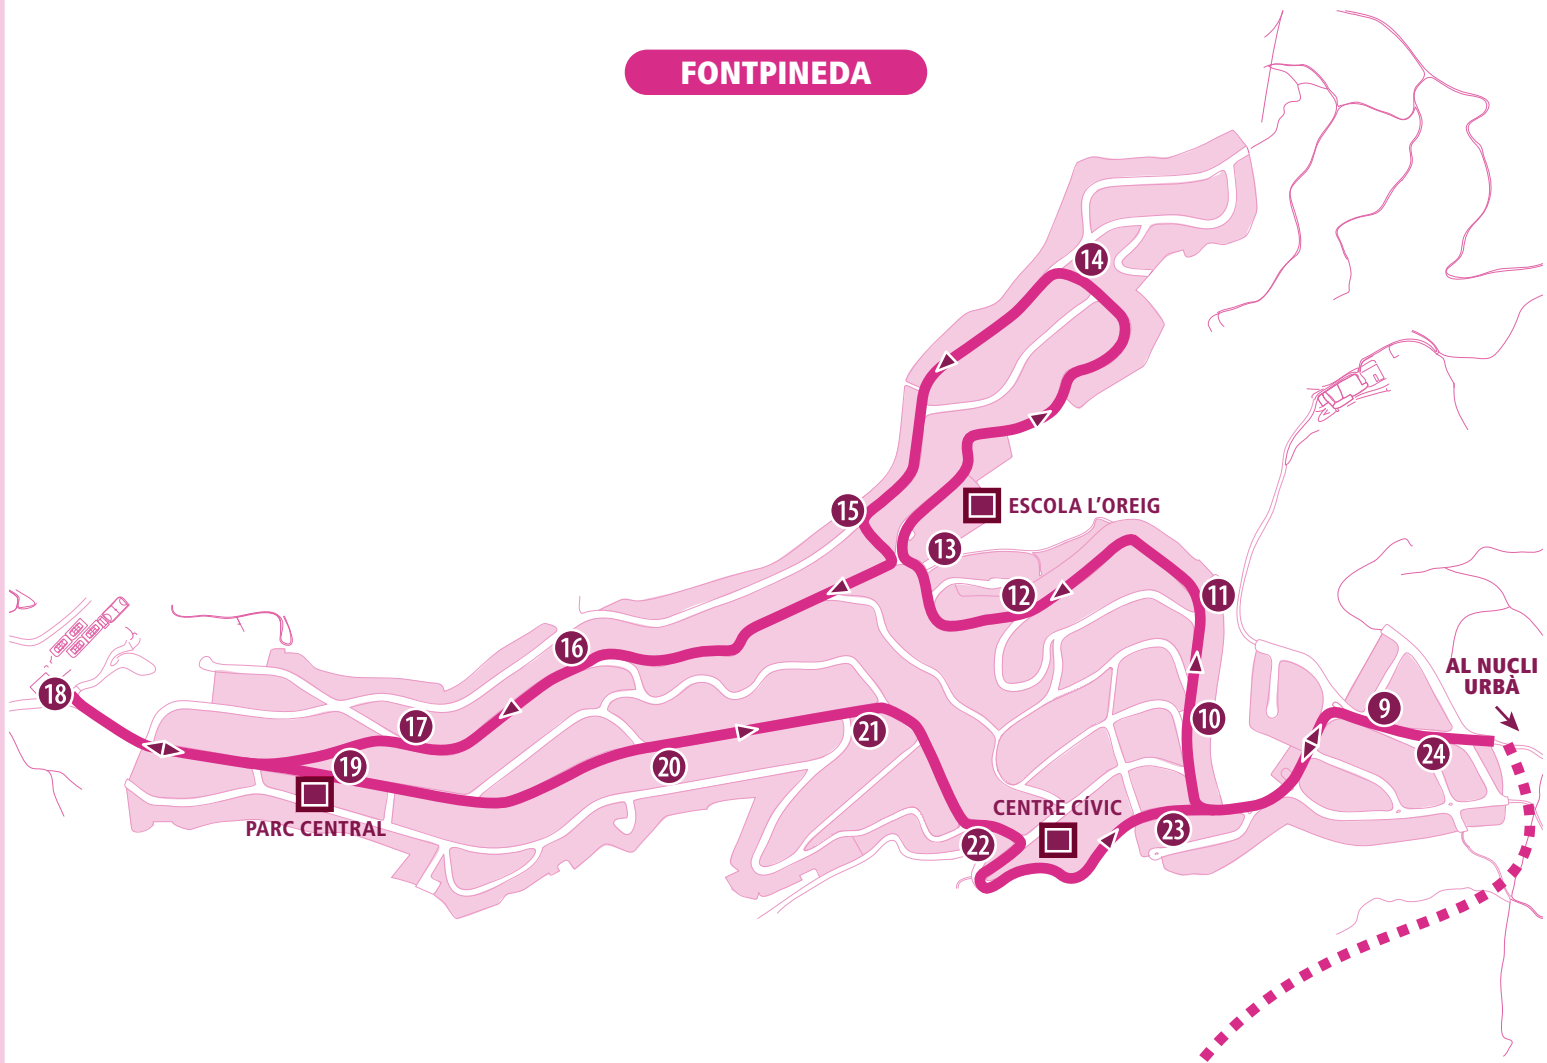 FONTPINEDA
14
15
ESCOLA L'OREIG
13
12
11
16
18
AL NUCLI
URBÀ
9
17
10
21
24
19
20
PARC CENTRAL
CENTRE CÍVIC
23
22